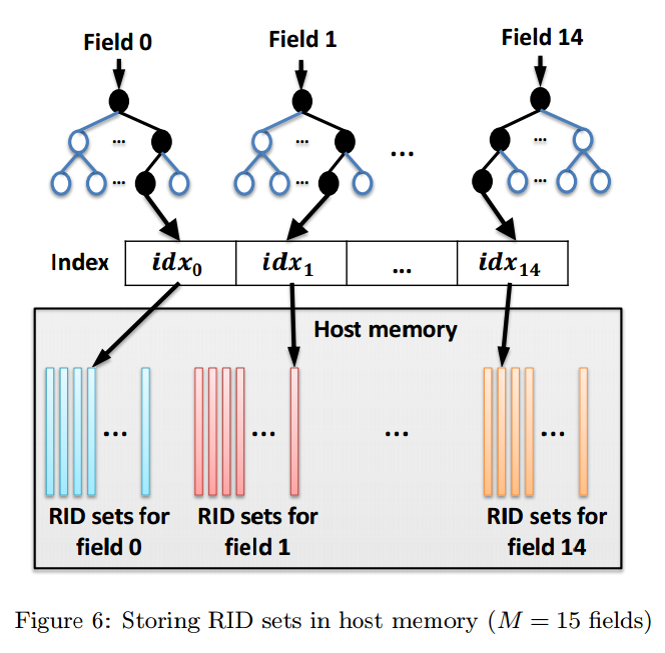 Field 0 Field 1 Field 14
... ... ...
...
... ... ...
Index idx₀ idx₁ ... idx₁₄
Host memory
... ... ... ...
RID sets for RID sets for RID sets for
field 0 field 1 field 14
Figure 6: Storing RID sets in host memory (M = 15 fields)